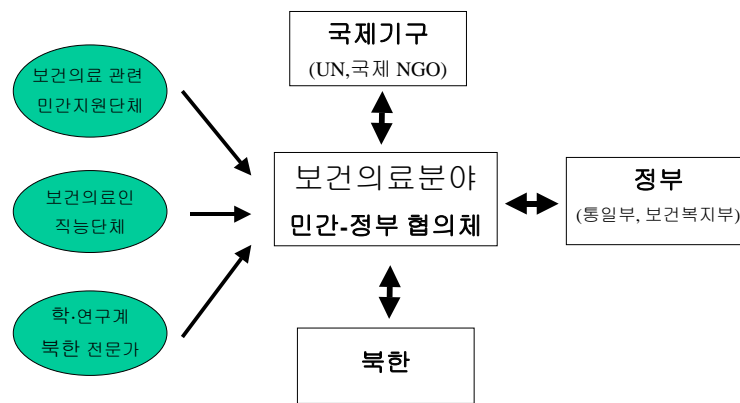 국제기구
(UN,국제 NGO)
보건의료 관련
민간지원단체
보건의료분야
민간-정부 협의체
정부
(통일부, 보건복지부)
보건의료인
직능단체
학·연구계
북한 전문가
북한